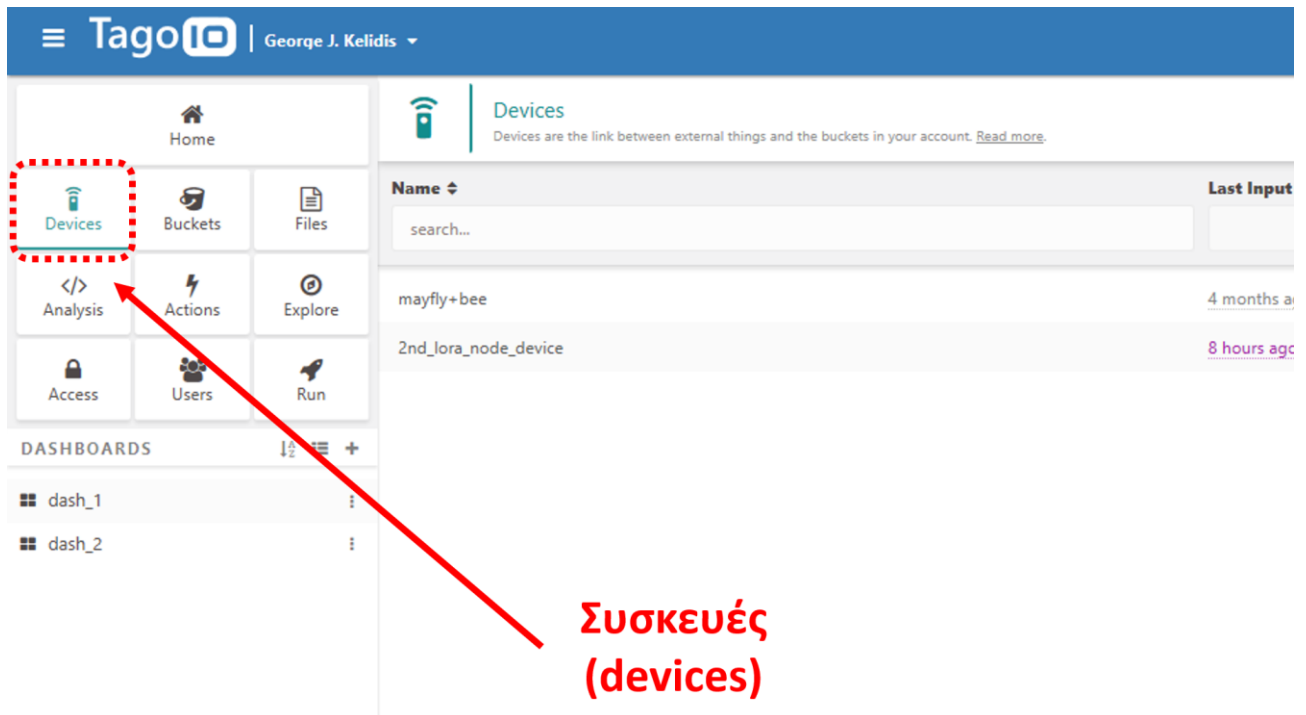 TagoIO George J. Kelidis
Home
Devices Buckets Files
Analysis Actions Explore
Access Users Run
DASHBOARDS
dash_1
dash_2
Devices
Devices are the link between external things and the buckets in your account. Read more.
Name Last Input
search...
mayfly+bee 4 months
2nd_lora_node_device 8 hours ago
Συσκευές
(devices)